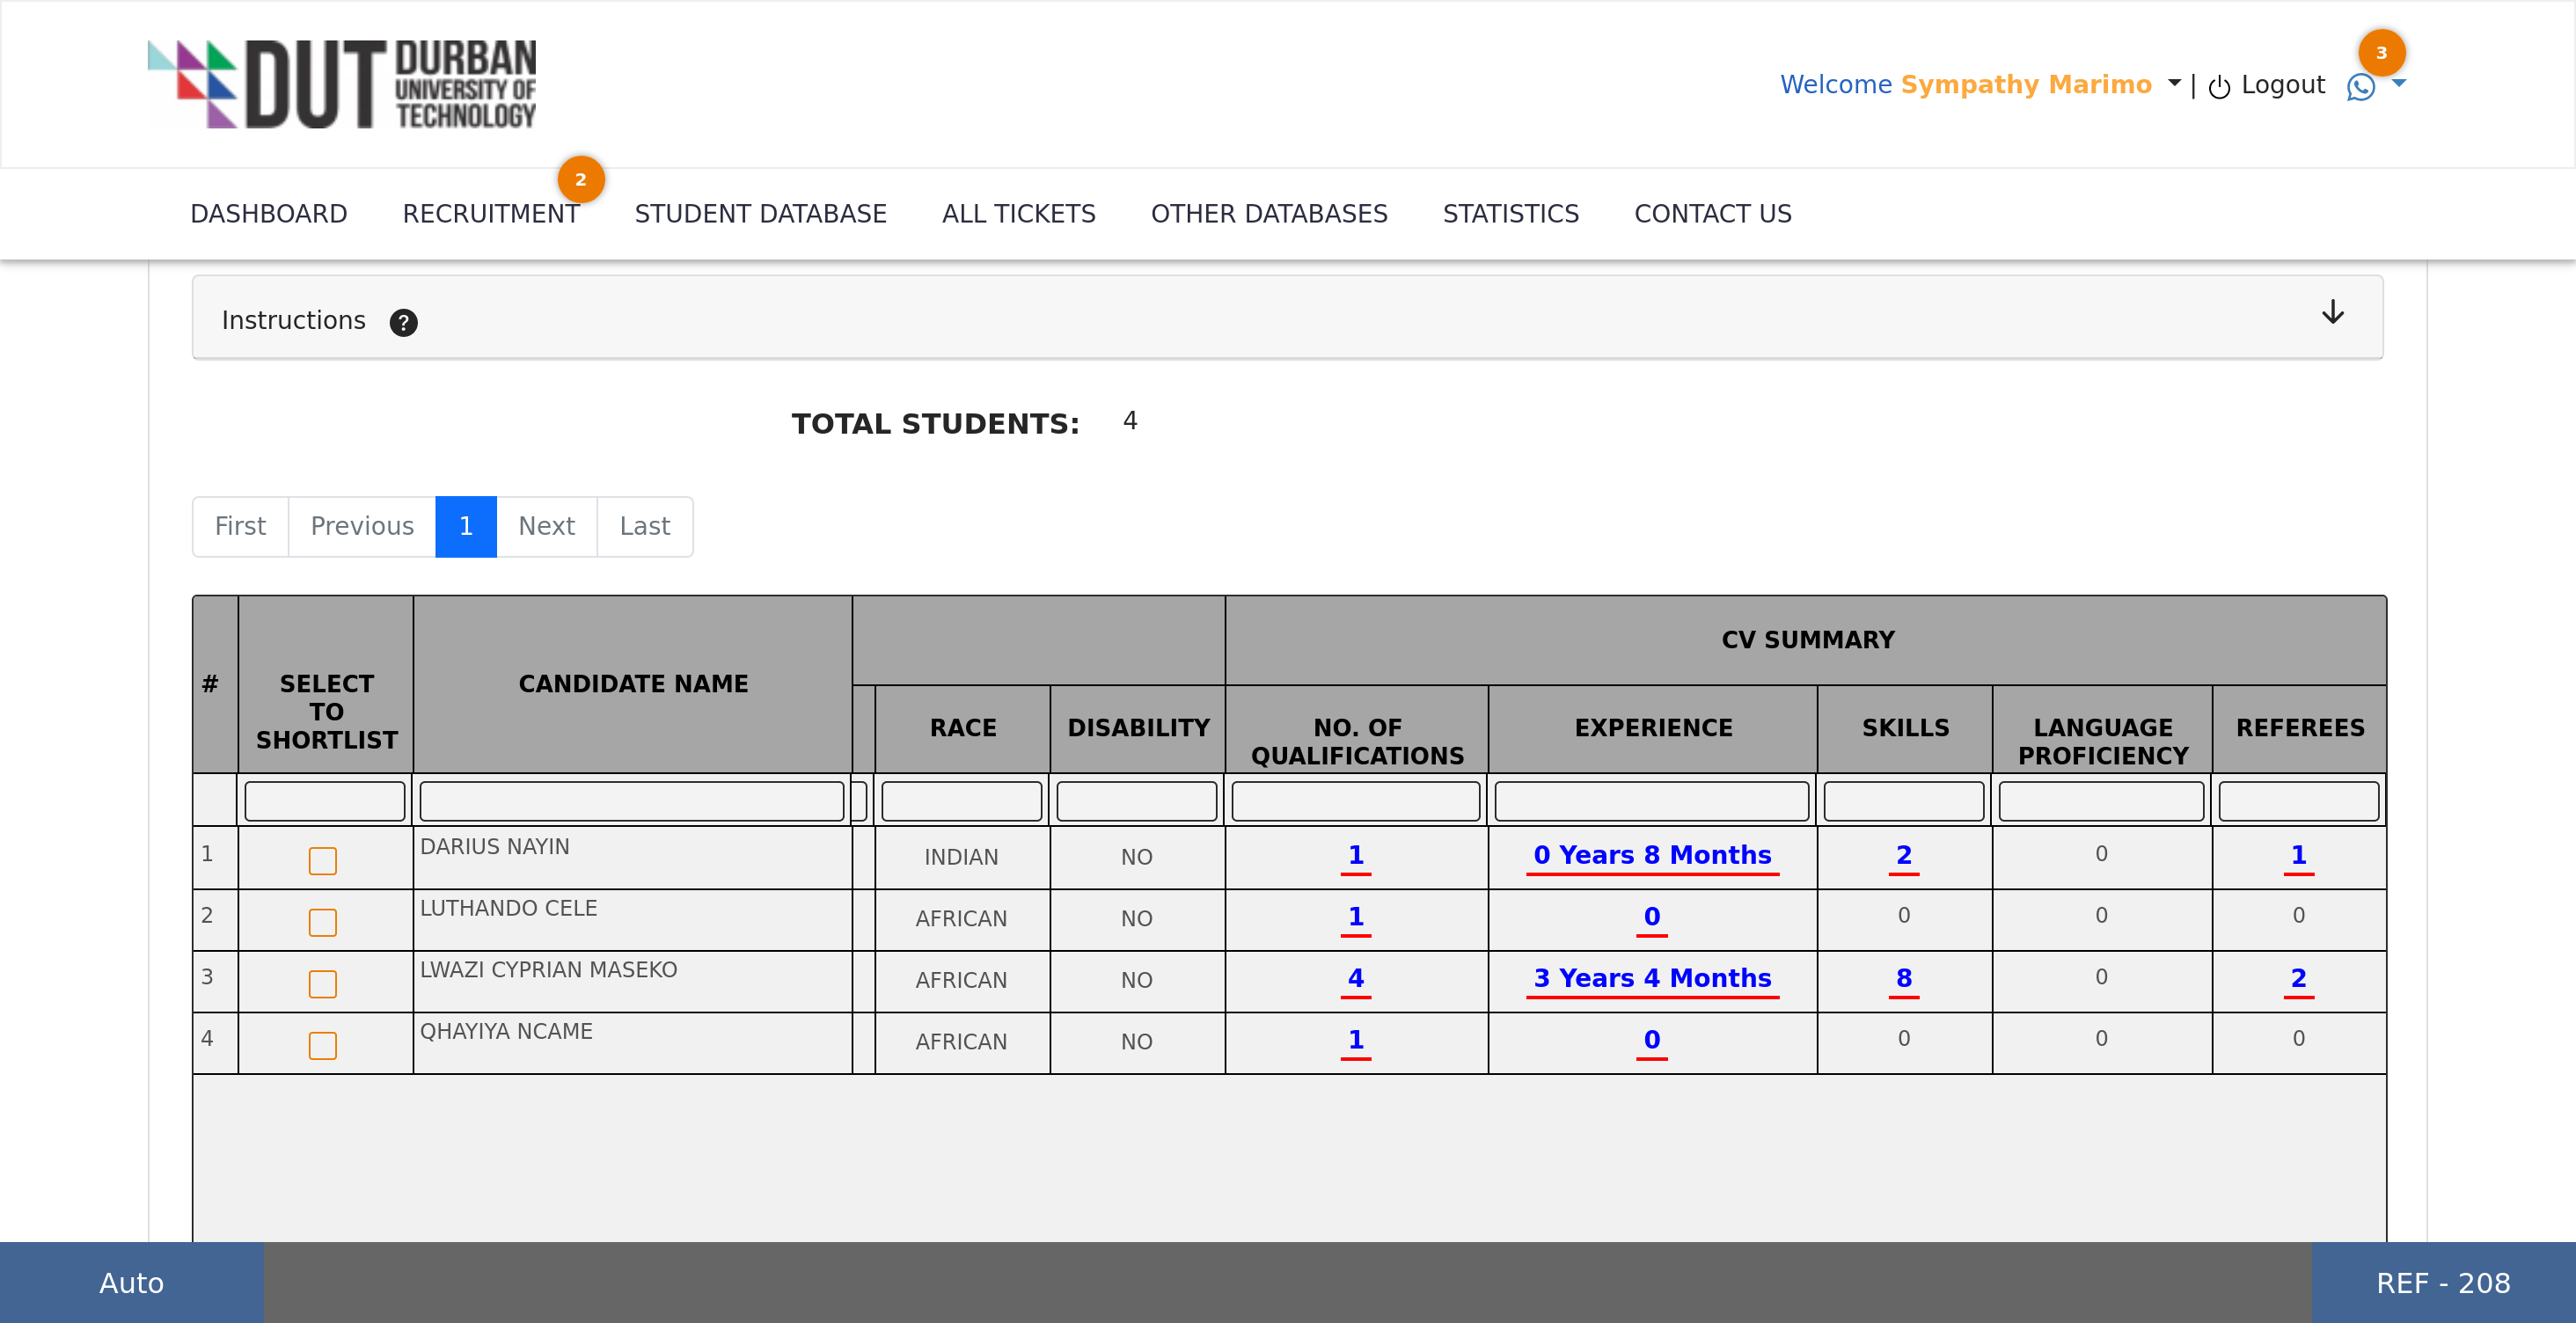 DUT DURBAN
UNIVERSITY OF
TECHNOLOGY
Welcome Sympathy Marimo | Logout 3
DASHBOARD RECRUITMENT 2 STUDENT DATABASE ALL TICKETS OTHER DATABASES STATISTICS CONTACT US
Instructions ?
TOTAL STUDENTS: 4
First Previous 1 Next Last
CV SUMMARY
# SELECT TO SHORTLIST CANDIDATE NAME RACE DISABILITY NO. OF QUALIFICATIONS EXPERIENCE SKILLS LANGUAGE PROFICIENCY REFEREES
1 DARIUS NAYIN INDIAN NO 1 0 Years 8 Months 2 0 1
2 LUTHANDO CELE AFRICAN NO 1 0 0 0 0
3 LWAZI CYPRIAN MASEKO AFRICAN NO 4 3 Years 4 Months 8 0 2
4 QHAYIYA NCAME AFRICAN NO 1 0 0 0 0
Auto REF - 208